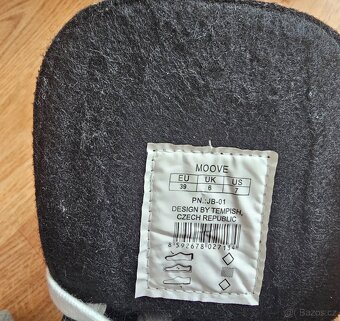 MOOVE
EU UK US
39 6 7
PN.:JB-01
DESIGN BY TEMPISH,
CZECH REPUBLIC
Bazos.cz